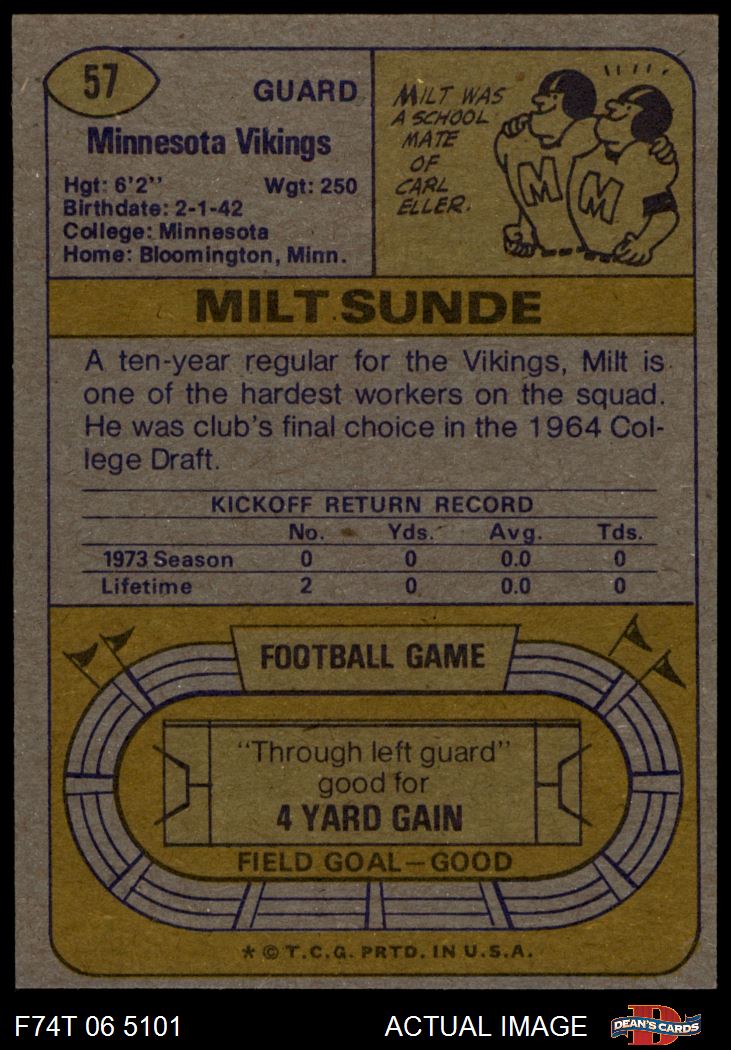 57
GUARD
Minnesota Vikings
Hgt: 6'2" Wgt: 250
Birthdate: 2-1-42
College: Minnesota
Home: Bloomington, Minn.
MILT WAS
A SCHOOL
MATE
OF
CARL
ELLER.
M M
MILT SUNDE
A ten-year regular for the Vikings, Milt is
one of the hardest workers on the squad.
He was club's final choice in the 1964 Col-
lege Draft.
KICKOFF RETURN RECORD
No. Yds. Avg. Tds.
1973 Season 0 0 0.0 0
Lifetime 2 0 0.0 0
FOOTBALL GAME
"Through left guard"
good for
4 YARD GAIN
FIELD GOAL—GOOD
* © T.C.G. PRTD. IN U.S.A.
F74T 06 5101 ACTUAL IMAGE
D
DEAN'S CARDS